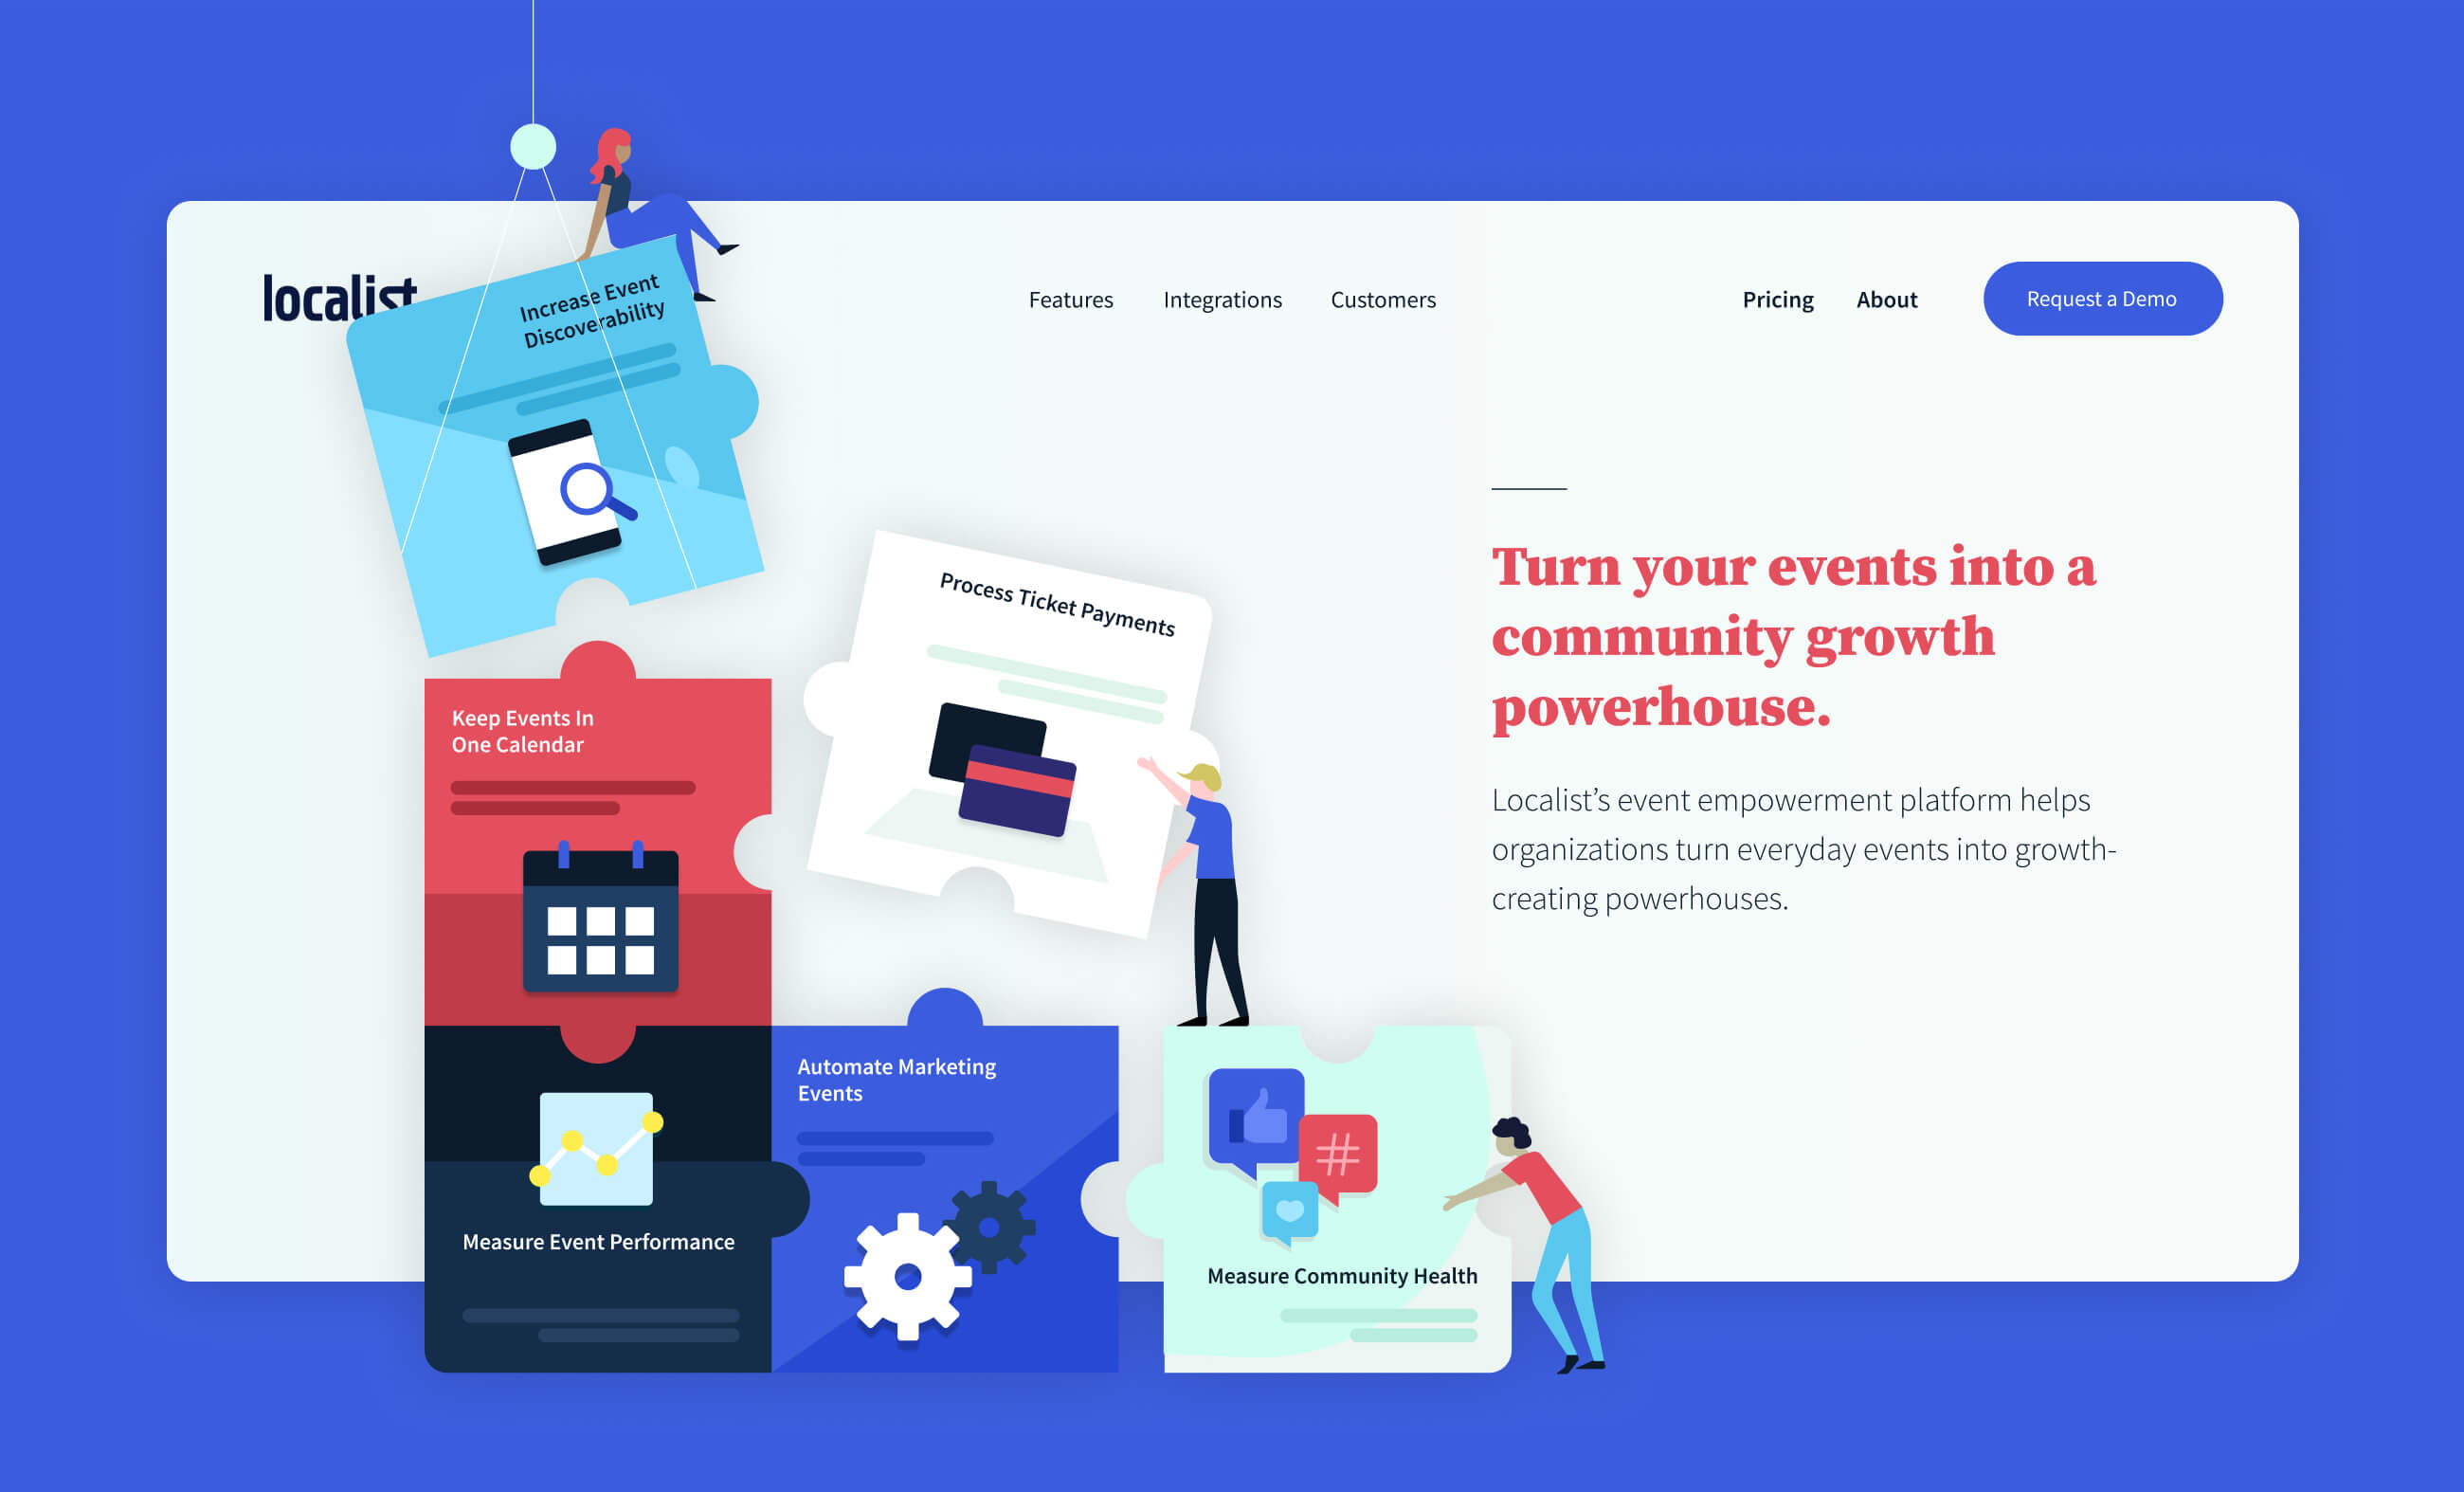 localist
Features
Integrations
Customers
Pricing
About
Request a Demo
Increase Event
Discoverability
Process Ticket Payments
Turn your events into a
community growth
powerhouse.
Localist’s event empowerment platform helps
organizations turn everyday events into growth-
creating powerhouses.
Keep Events In
One Calendar
Automate Marketing
Events
#
Measure Event Performance
Measure Community Health